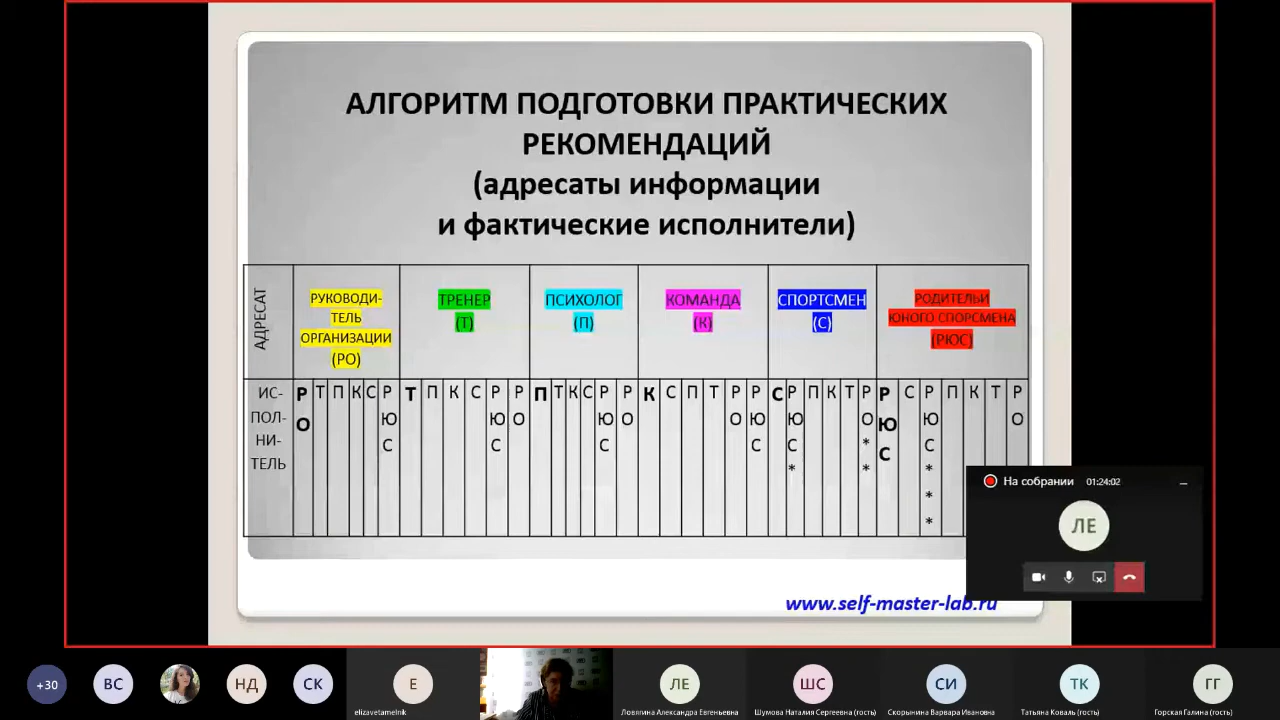 АЛГОРИТМ ПОДГОТОВКИ ПРАКТИЧЕСКИХ
РЕКОМЕНДАЦИЙ
(адресаты информации
и фактические исполнители)
АДРЕСАТ
РУКОВОДИ-
ТЕЛЬ
ОРГАНИЗАЦИИ
(РО)
ТРЕНЕР
(Т)
ПСИХОЛОГ
(П)
КОМАНДА
(К)
СПОРТСМЕН
(С)
РОДИТЕЛЬИ
ЮНОГО СПОРСМЕНА
(РЮС)
ИС-
ПОЛ-
НИ-
ТЕЛЬ
РО Т П К С РЮС
Т П К С РЮС РО
П Т К С РЮС РО
К С П Т РО РЮС
С РЮС* П К Т РО**
РЮС С РЮС*** П К Т РО
На собрании 01:24:02
ЛЕ
www.self-master-lab.ru
+30
ВС
НД
СК
E
elizavetamelnik
ЛЕ
Ловягина Александра Евгеньевна
ШС
Шумова Наталия Сергеевна (гость)
СИ
Скорынина Варвара Ивановна
ТК
Татьяна Коваль (гость)
ГГ
Горская Галина (гость)